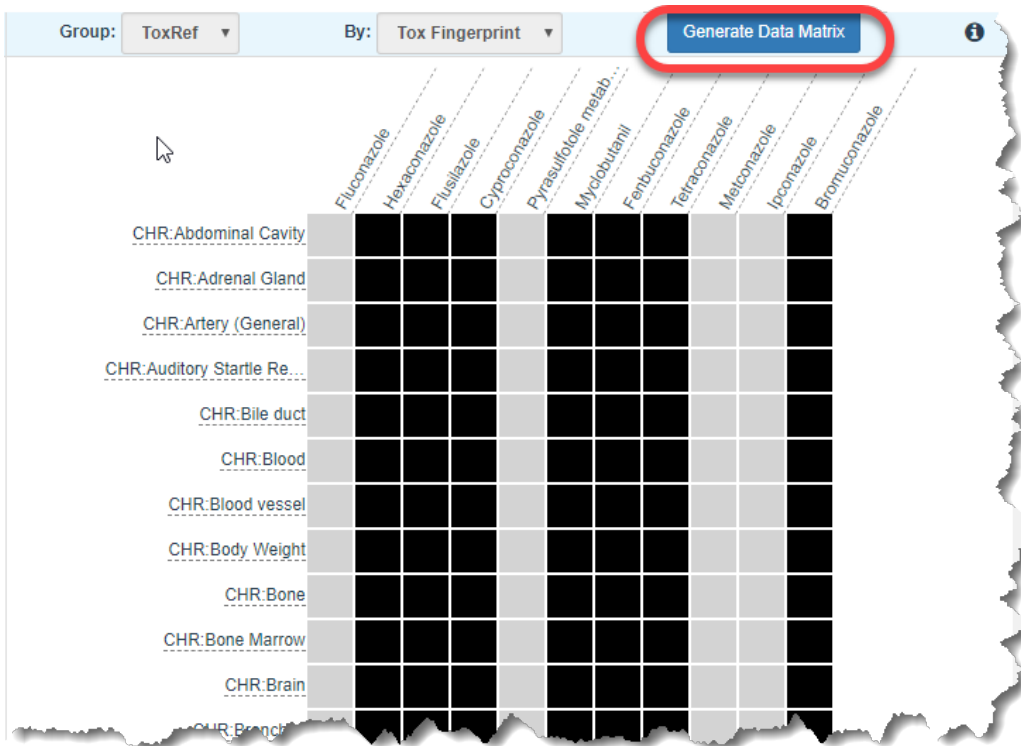 Group: ToxRef By: Tox Fingerprint Generate Data Matrix
Fluconazole
Hexaconazole
Flusilazole
Cyproconazole
Pyrasulfotole metab...
Myclobutanil
Fenbuconazole
Tetraconazole
Metconazole
Ipconazole
Bromuconazole
CHR:Abdominal Cavity
CHR:Adrenal Gland
CHR:Artery (General)
CHR:Auditory Startle Re...
CHR:Bile duct
CHR:Blood
CHR:Blood vessel
CHR:Body Weight
CHR:Bone
CHR:Bone Marrow
CHR:Brain